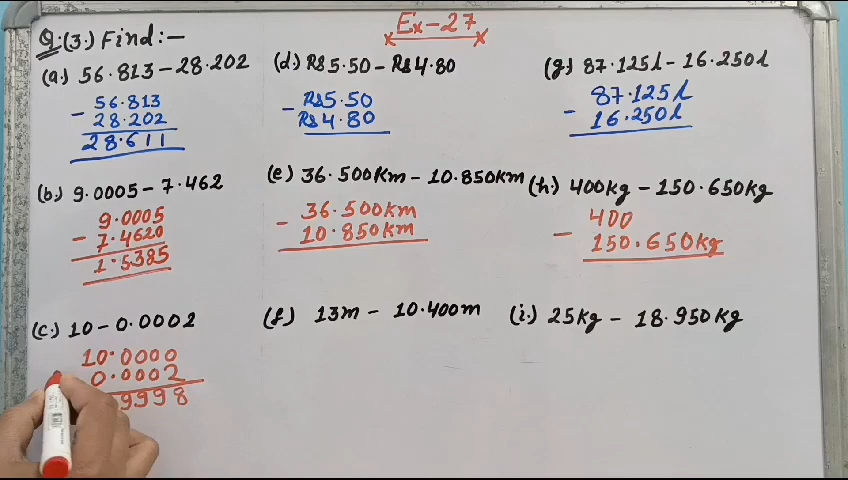 Ex-27
Q.(3.) Find:-
(a.) 56.813 - 28.202
- 56.813
28.202
28.611
(b.) 9.0005 - 7.462
9.0005
- 7.4620
1.5385
(c.) 10 - 0.0002
10.0000
0.0002
9998
(d.) Rs5.50 - Rs4.80
- Rs5.50
Rs4.80
(e) 36.500Km - 10.850Km
- 36.500km
10.850km
(f.) 13m - 10.400m
(g.) 87.125l - 16.250l
87.125l
- 16.250l
(h.) 400kg - 150.650kg
400
- 150.650kg
(i.) 25kg - 18.950kg